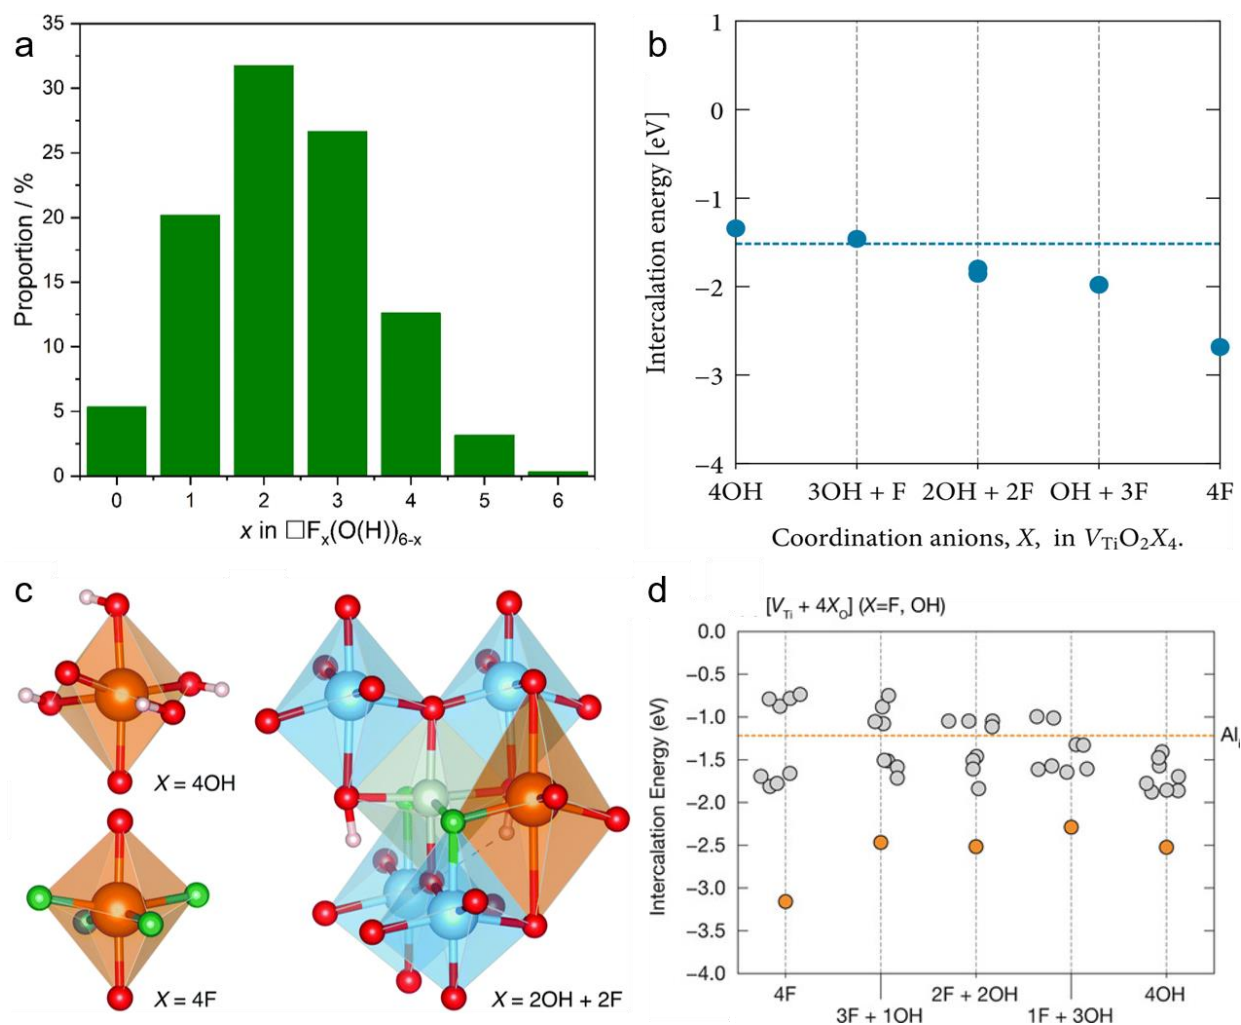 a
35
30
25
20
15
10
5
0
Proportion / %
0 1 2 3 4 5 6
x in □Fₓ(O(H))₆₋ₓ
b
1
0
−1
−2
−3
−4
Intercalation energy [eV]
4OH 3OH + F 2OH + 2F OH + 3F 4F
Coordination anions, X, in V_TiO₂X₄.
c
X = 4OH
X = 4F
X = 2OH + 2F
d
[V_Ti + 4X_O] (X=F, OH)
0.0
−0.5
−1.0
−1.5
−2.0
−2.5
−3.0
−3.5
−4.0
Intercalation Energy (eV)
4F 2F + 2OH 4OH
3F + 1OH 1F + 3OH